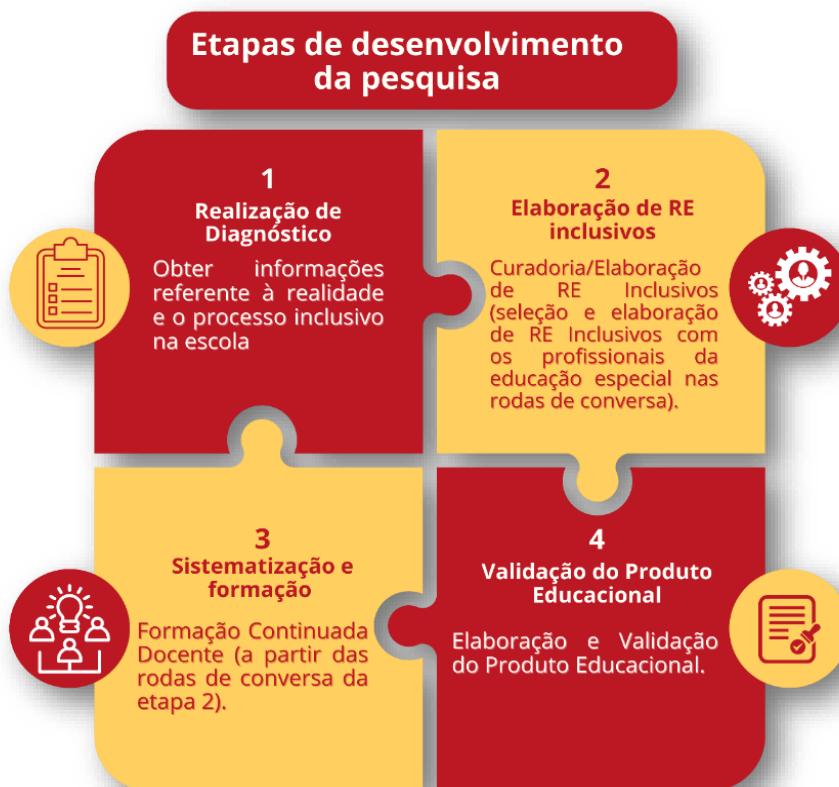 Etapas de desenvolvimento
da pesquisa
1
Realização de
Diagnóstico
Obter informações
referente à realidade
e o processo inclusivo
na escola
2
Elaboração de RE
inclusivos
Curadoria/Elaboração
de RE Inclusivos
(seleção e elaboração
de RE Inclusivos com
os profissionais da
educação especial nas
rodas de conversa).
3
Sistematização e
formação
Formação Continuada
Docente (a partir das
rodas de conversa da
etapa 2).
4
Validação do Produto
Educacional
Elaboração e Validação
do Produto Educacional.